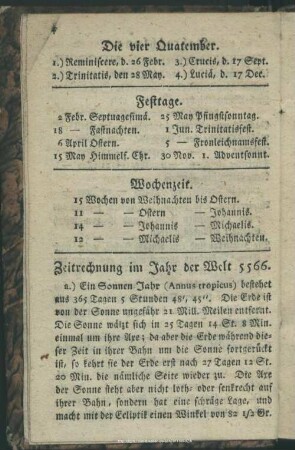 4
Die vier Quatember.
1.) Reminiscere, d. 26 Febr. 3.) Crucis, d. 17 Sept.
2.) Trinitatis, den 28 May. 4.) Luciä, d. 17 Dec.
Festtage.
2 Febr. Septuagesimä. 25 May Pfingstsonntag.
18 — Fastnachten. 1 Jun. Trinitatisfest.
6 April Ostern. 5 — Fronleichnamsfest.
15 May Himmelf. Chr. 30 Nov. 1. Adventsonnt.
Wochenzeit.
15 Wochen von Weihnachten bis Ostern.
11 — — Ostern — Johannis.
14 — — Johannis — Michaelis.
12 — — Michaelis — Weihnachten.
Zeitrechnung im Jahr der Welt 5566.
a.) Ein Sonnen Jahr (Annus tropicus) bestehet
aus 365 Tagen 5 Stunden 48', 45''. Die Erde ist
von der Sonne ungefähr 21. Mill. Meilen entfernt.
Die Sonne wälzt sich in 25 Tagen 14 St. 8 Min.
einmal um ihre Axe; da aber die Erde während die-
ser Zeit in ihrer Bahn um die Sonne fortgerückt
ist, so kehrt sie der Erde erst nach 27 Tagen 12 St.
20 Min. die nämliche Seite wieder zu. Die Axe
der Sonne steht aber nicht loth- oder senkrecht auf
ihrer Bahn, sondern hat eine schräge Lage, und
macht mit der Ecliptik einen Winkel von 82 1/2 Gr.